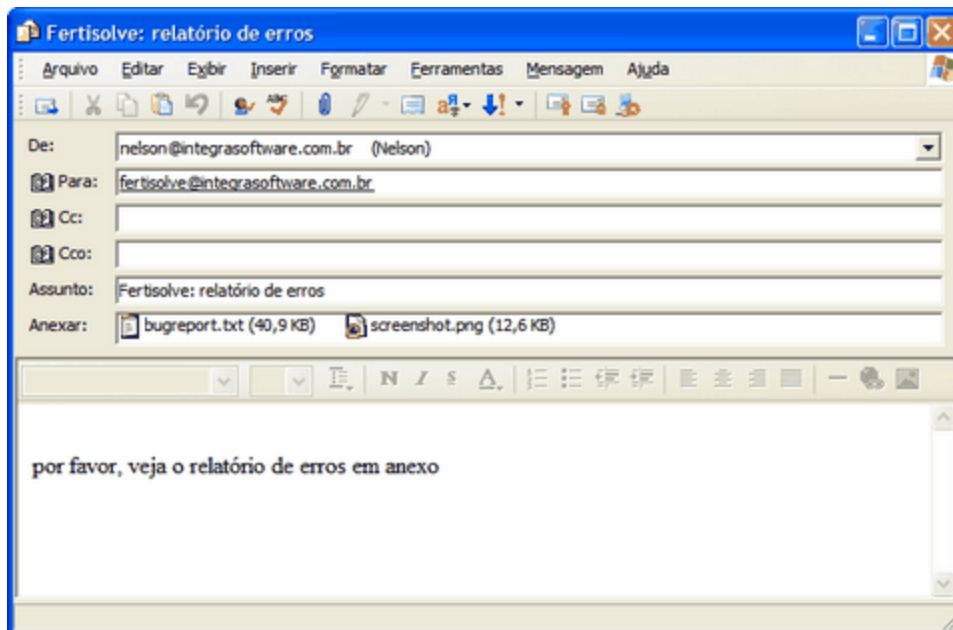 Fertisolve: relatório de erros
Arquivo Editar Exibir Inserir Formatar Ferramentas Mensagem Ajuda
De: nelson@integrasoftware.com.br (Nelson)
Para: fertisolve@integrasoftware.com.br
Cc:
Cco:
Assunto: Fertisolve: relatório de erros
Anexar: bugreport.txt (40,9 KB) screenshot.png (12,6 KB)
N I S A
por favor, veja o relatório de erros em anexo